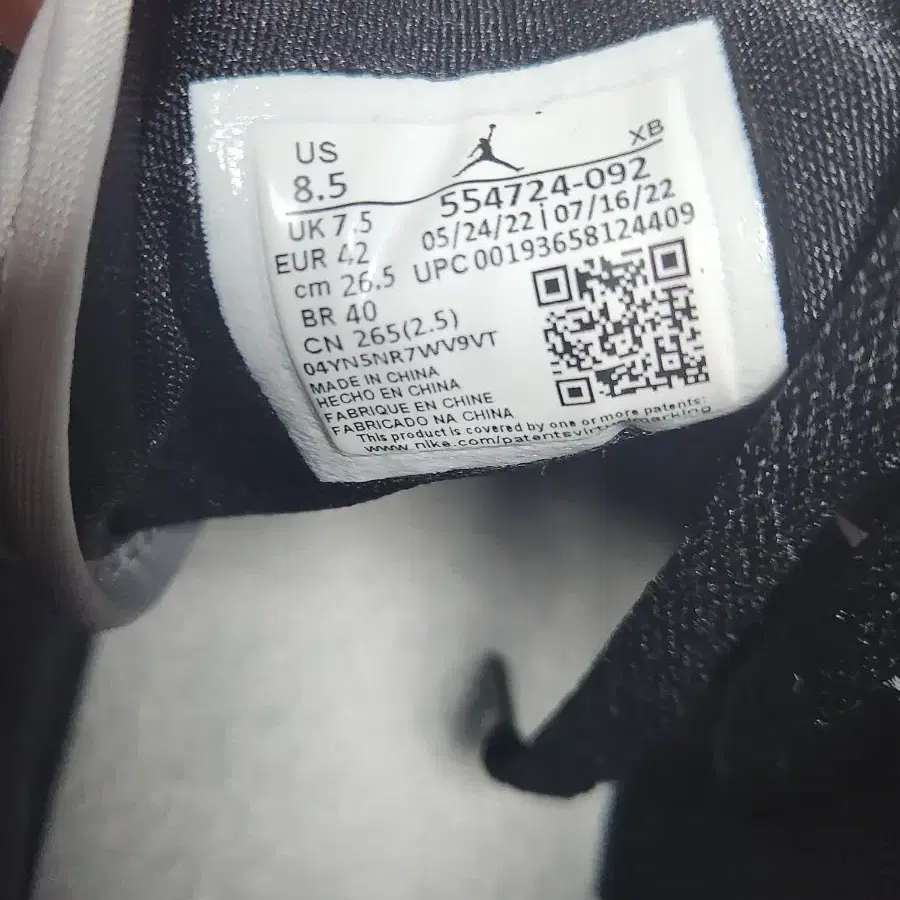 US
8.5
XB
554724-092
UK 7.5
05/24/22 | 07/16/22
EUR 42
UPC 00193658124409
cm 26.5
BR 40
CN 265(2.5)
04YN5NR7WV9VT
MADE IN CHINA
HECHO EN CHINA
FABRIQUE EN CHINE
FABRICADO NA CHINA
This product is covered by one or more patents:
www.nike.com/patentsvirtualmarking